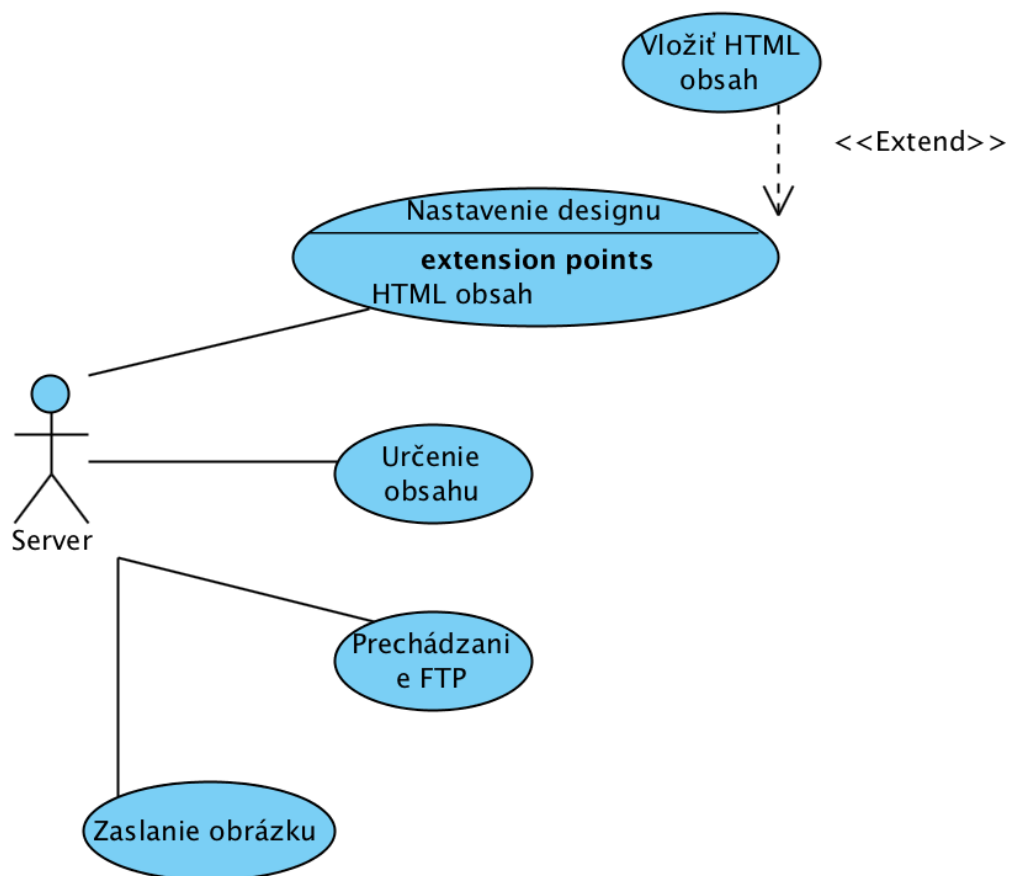 Vložiť HTML
obsah
<<Extend>>
Nastavenie designu
extension points
HTML obsah
Určenie
obsahu
Server
Prechádzani
e FTP
Zaslanie obrázku